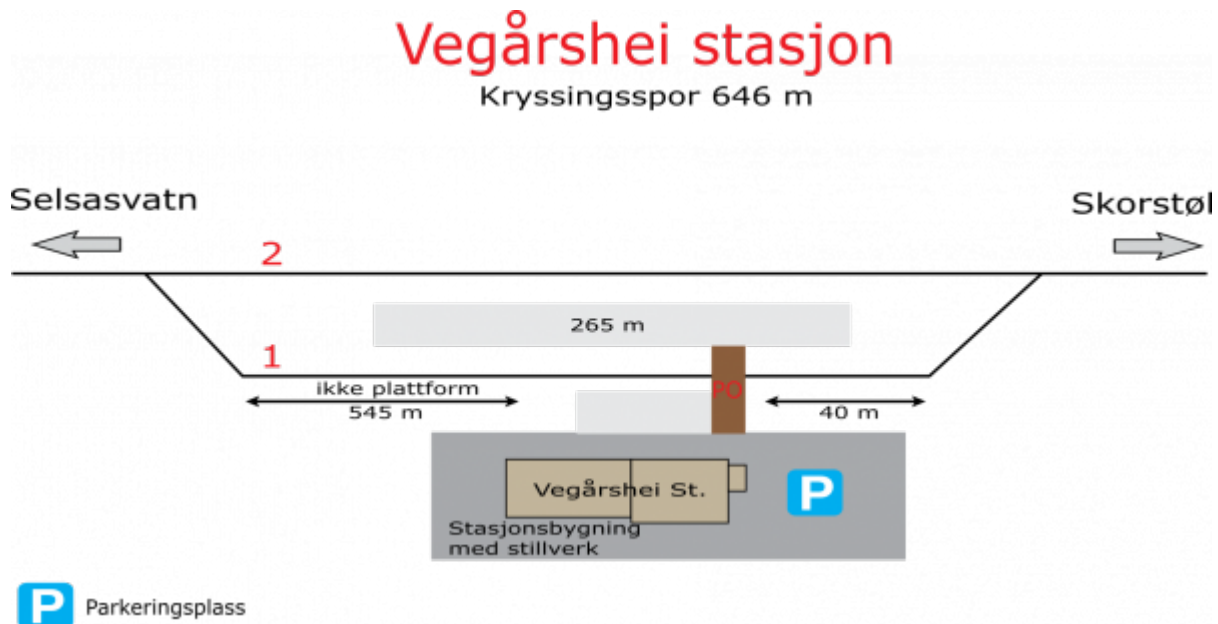 Vegårshei stasjon
Kryssingsspor 646 m
Selsasvatn
Skorstøl
2
265 m
1
PO
ikke plattform
545 m
40 m
Vegårshei St.
P
Stasjonsbygning
med stillverk
P Parkeringsplass